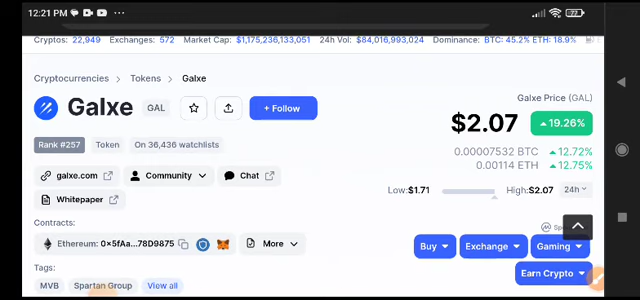 12:21 PM
77
Cryptos: 22,949 Exchanges: 572 Market Cap: $1,175,236,133,051 24h Vol: $84,016,993,024 Dominance: BTC: 45.2% ETH: 18.9%
Cryptocurrencies > Tokens > Galxe
Galxe GAL + Follow
Rank #257 Token On 36,436 watchlists
galxe.com Community Chat
Whitepaper
Contracts:
Ethereum: 0x5fAa...78D9875 More
Tags:
MVB Spartan Group View all
Galxe Price (GAL)
$2.07 19.26%
0.00007532 BTC 12.72%
0.00114 ETH 12.75%
Low: $1.71 High: $2.07 24h
Buy Exchange Gaming
Earn Crypto